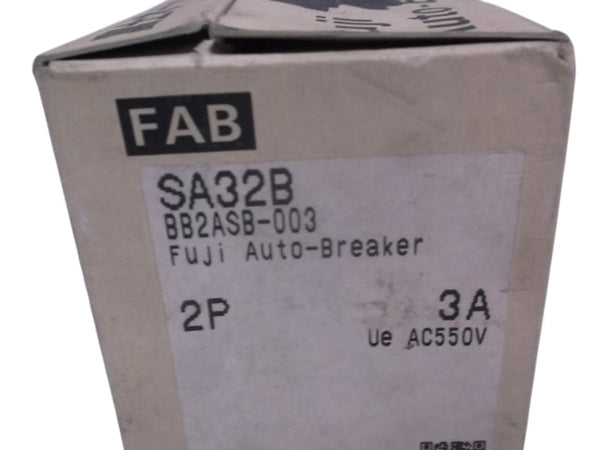 FAB
SA32B
BB2ASB-003
Fuji Auto-Breaker
2P 3A
Ue AC550V